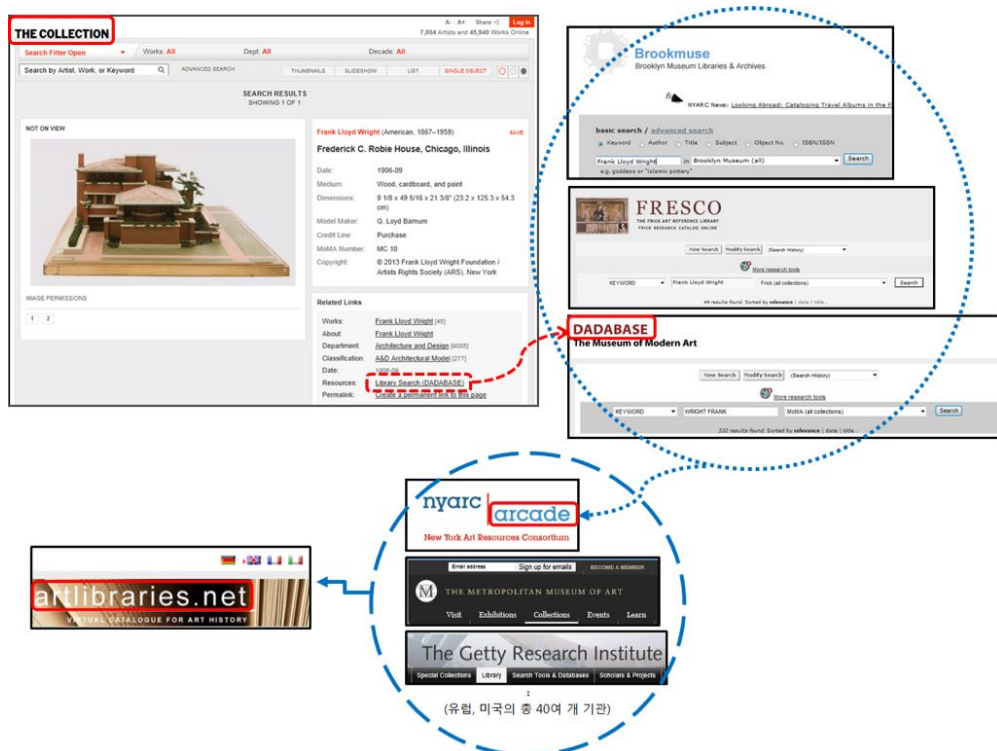 THE COLLECTION
A- A+ Share Log In
7,804 Artists and 45,940 Works Online
Search Filter Open Works: All Dept: All Decade: All
Search by Artist, Work, or Keyword ADVANCED SEARCH THUMBNAILS SLIDESHOW LIST SINGLE OBJECT
SEARCH RESULTS
SHOWING 1 OF 1
NOT ON VIEW
IMAGE PERMISSIONS
1 2
Frank Lloyd Wright (American, 1867–1959) SAVE
Frederick C. Robie House, Chicago, Illinois
Date: 1906-09
Medium: Wood, cardboard, and paint
Dimensions: 9 1/8 x 49 5/16 x 21 3/8" (23.2 x 125.3 x 54.3
cm)
Model Maker: G. Loyd Barnum
Credit Line: Purchase
MoMA Number: MC 10
Copyright: © 2013 Frank Lloyd Wright Foundation /
Artists Rights Society (ARS), New York
Related Links
Works: Frank Lloyd Wright [45]
About: Frank Lloyd Wright
Department: Architecture and Design [9055]
Classification: A&D Architectural Model [277]
Date: 1906-09
Resources: Library Search (DADABASE)
Permalink: Create a permanent link to this page
Brookmuse
Brooklyn Museum Libraries & Archives
NYARC News: Looking Abroad: Cataloging Travel Albums in the F
basic search / advanced search
Keyword Author Title Subject Object No. ISBN/ISSN
Frank Lloyd Wright in Brooklyn Museum (all) Search
e.g. goddess or "islamic pottery"
FRESCO
THE FRICK ART REFERENCE LIBRARY
FRICK RESEARCH CATALOG ONLINE
New Search Modify Search (Search History)
More research tools
KEYWORD Frank Lloyd Wright Frick (all collections) Search
44 results found. Sorted by relevance | date | title .
DADABASE
The Museum of Modern Art
New Search Modify Search (Search History)
More research tools
KEYWORD WRIGHT FRANK MoMA (all collections) Search
332 results found. Sorted by relevance | date | title .
nyarc arcade
New York Art Resources Consortium
Email address Sign up for emails BECOME A MEMBER
M THE METROPOLITAN MUSEUM OF ART
Visit Exhibitions Collections Events Learn
The Getty Research Institute
Special Collections Library Search Tools & Databases Scholars & Projects
:
(유럽, 미국의 총 40여 개 기관)
artlibraries.net
VIRTUAL CATALOGUE FOR ART HISTORY